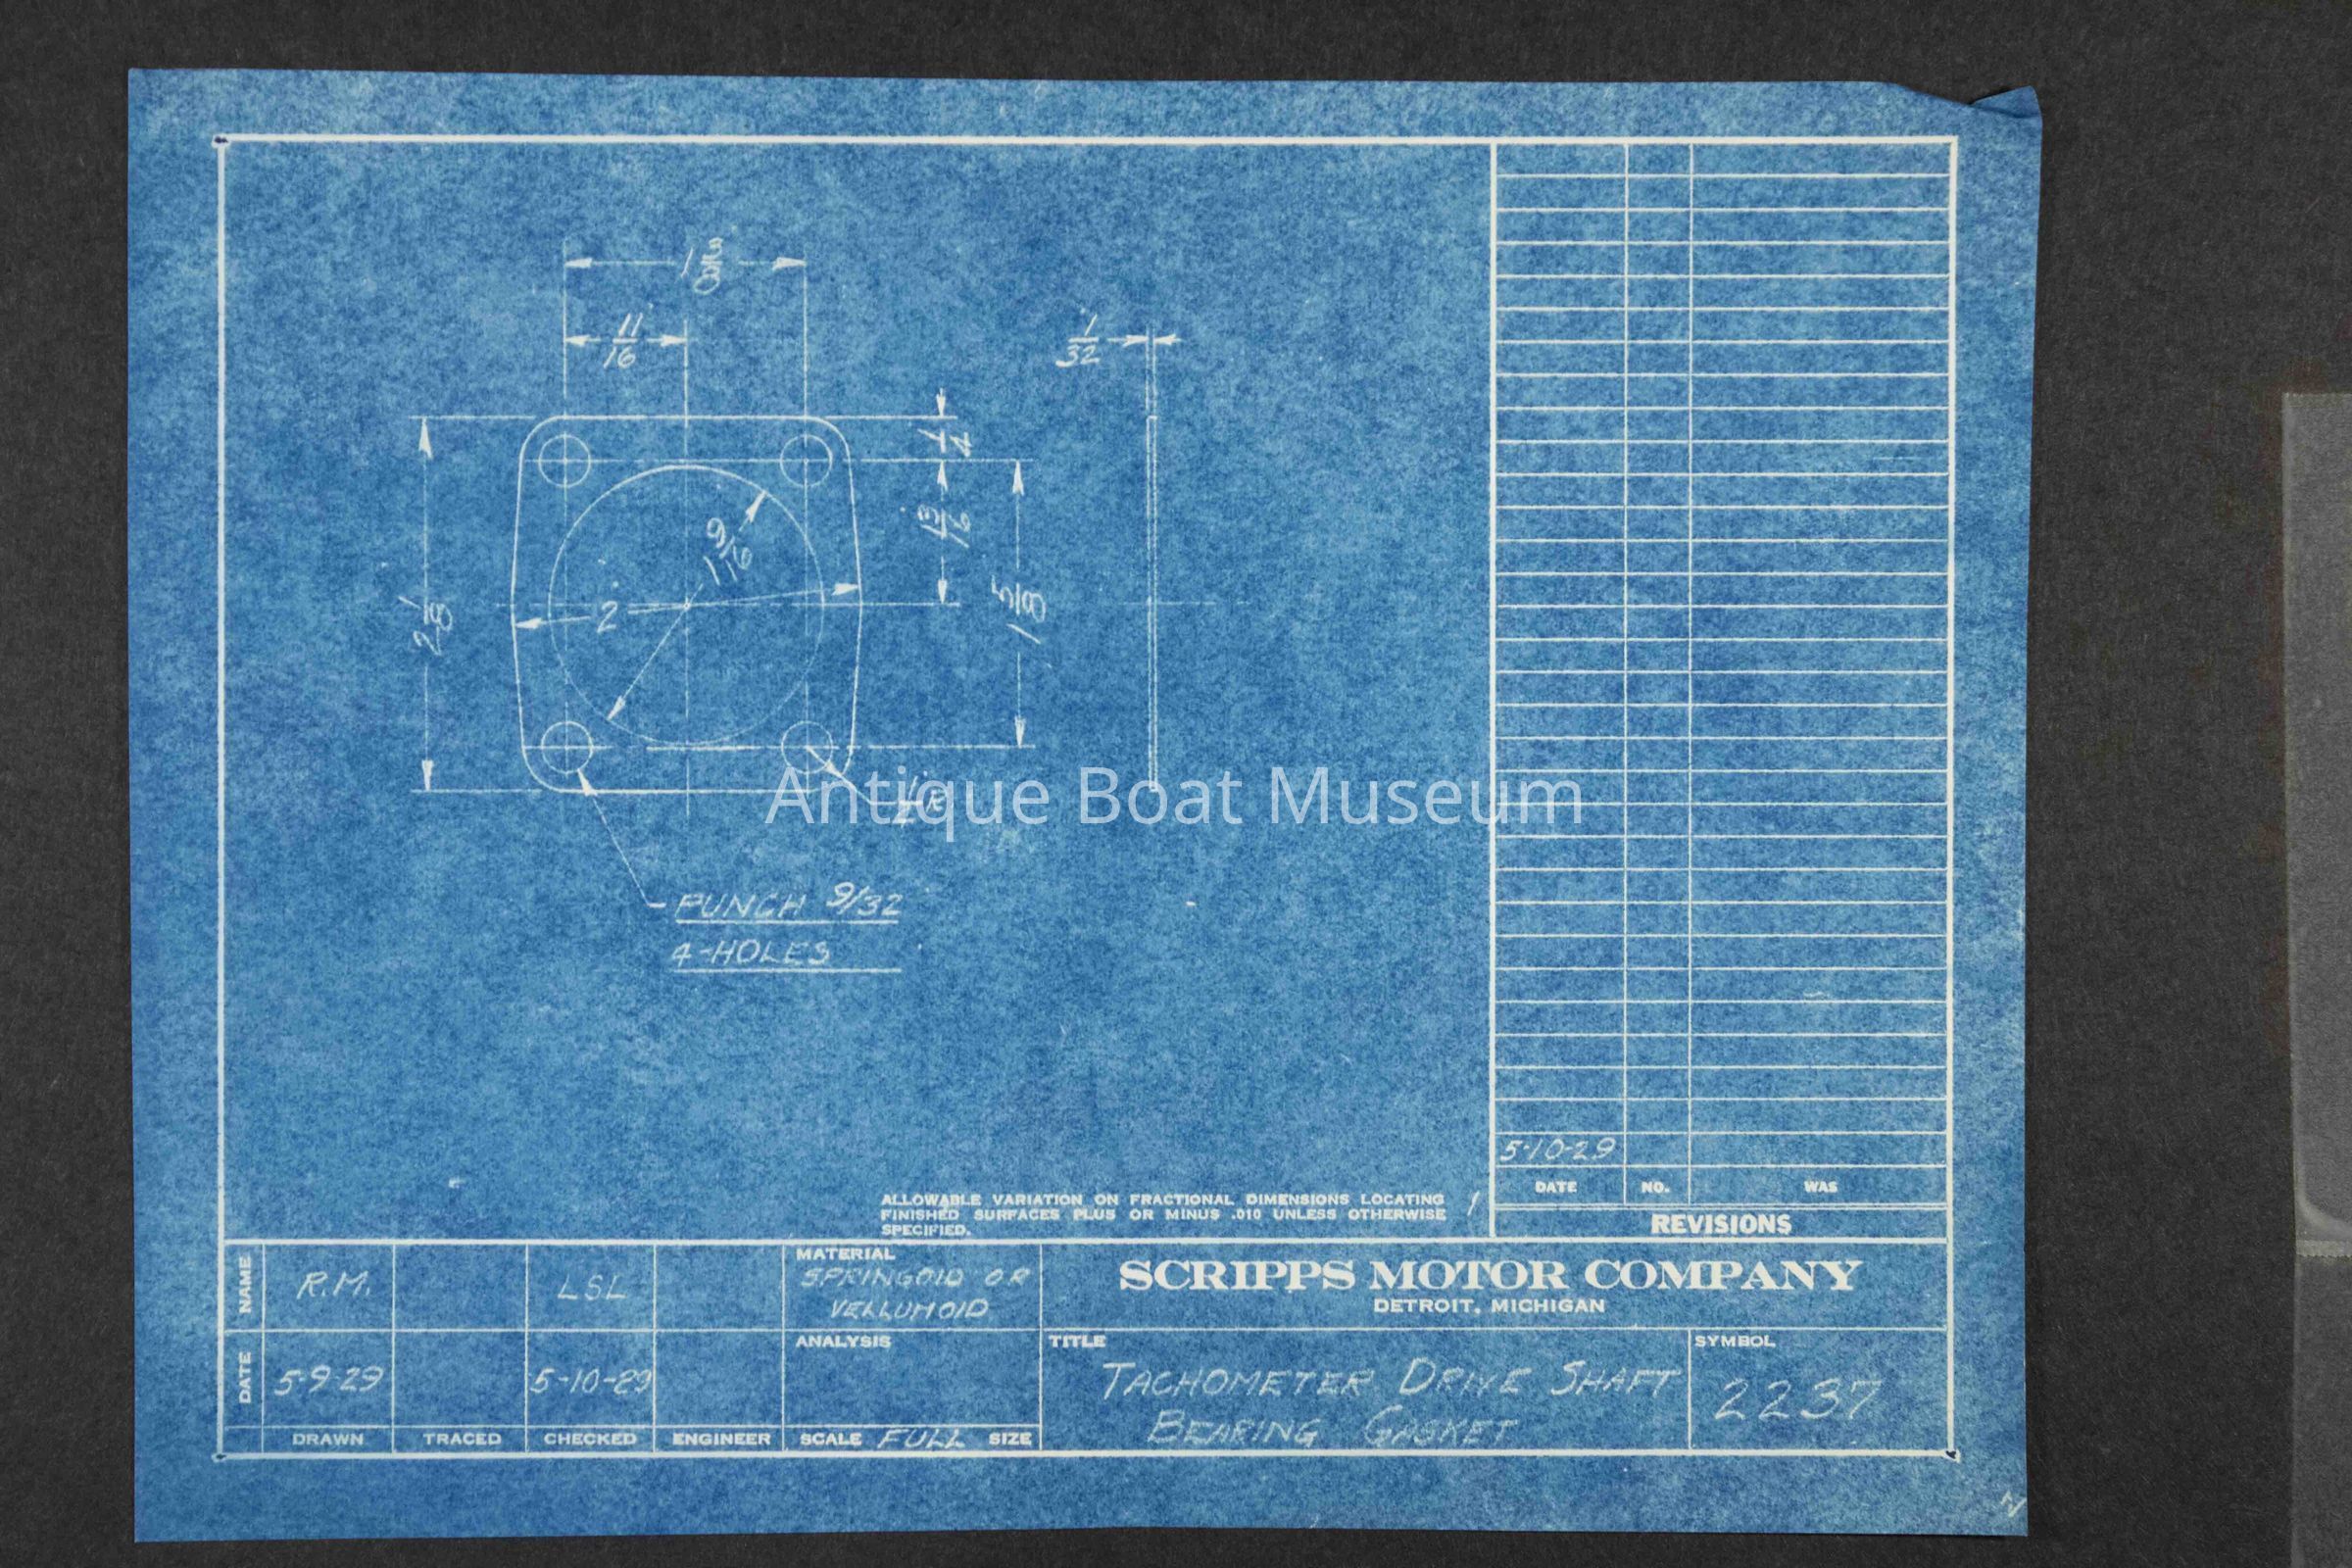 1 3/8
11/16
1/32
1/4
13/16
1 9/16
2
2 1/8
1 5/8
1/4 R
Antique Boat Museum
PUNCH 9/32
4-HOLES
5-10-29
DATE NO. WAS
REVISIONS
ALLOWABLE VARIATION ON FRACTIONAL DIMENSIONS LOCATING
FINISHED SURFACES PLUS OR MINUS .010 UNLESS OTHERWISE
SPECIFIED.
NAME R.M. LSL
DATE 5-9-29 5-10-29
DRAWN TRACED CHECKED ENGINEER
MATERIAL
SPRINGOID OR
VELLUMOID
ANALYSIS
SCALE FULL SIZE
SCRIPPS MOTOR COMPANY
DETROIT, MICHIGAN
TITLE
TACHOMETER DRIVE SHAFT
BEARING GASKET
SYMBOL
2237